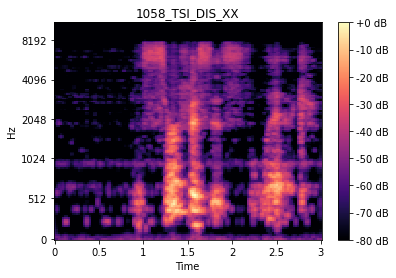 1058_TSI_DIS_XX
+0 dB
8192
-10 dB
4096
-20 dB
-30 dB
2048
Hz
-40 dB
1024
-50 dB
512
-60 dB
-70 dB
0
-80 dB
0 0.5 1 1.5 2 2.5 3
Time